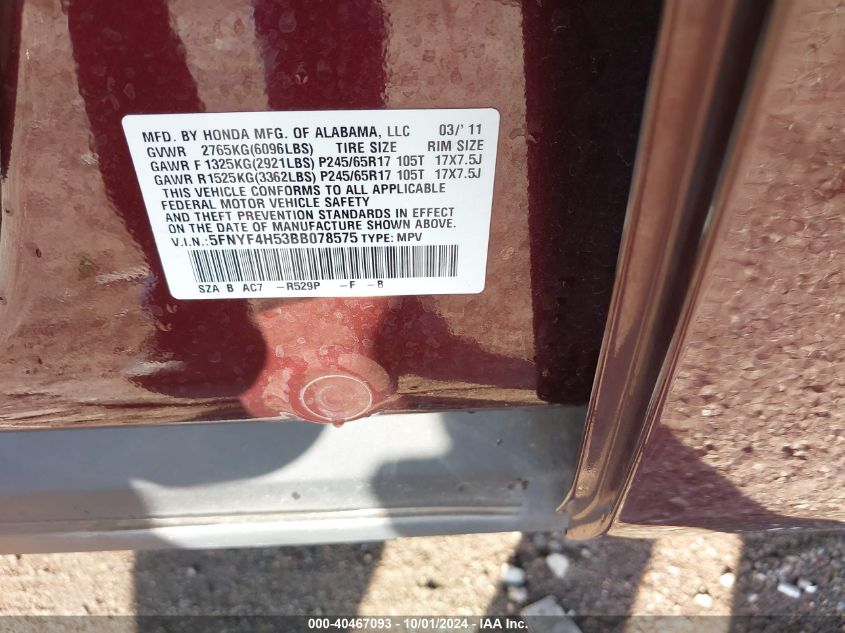 MFD. BY HONDA MFG. OF ALABAMA, LLC 03/' 11
GVWR 2765KG(6096LBS) TIRE SIZE RIM SIZE
GAWR F 1325KG(2921LBS) P245/65R17 105T 17X7.5J
GAWR R1525KG(3362LBS) P245/65R17 105T 17X7.5J
THIS VEHICLE CONFORMS TO ALL APPLICABLE
FEDERAL MOTOR VEHICLE SAFETY
AND THEFT PREVENTION STANDARDS IN EFFECT
ON THE DATE OF MANUFACTURE SHOWN ABOVE.
V.I.N.:5FNYF4H53BB078575 TYPE: MPV
SZA B AC7 -R529P -F -B
000-40467093 - 10/01/2024 - IAA Inc.